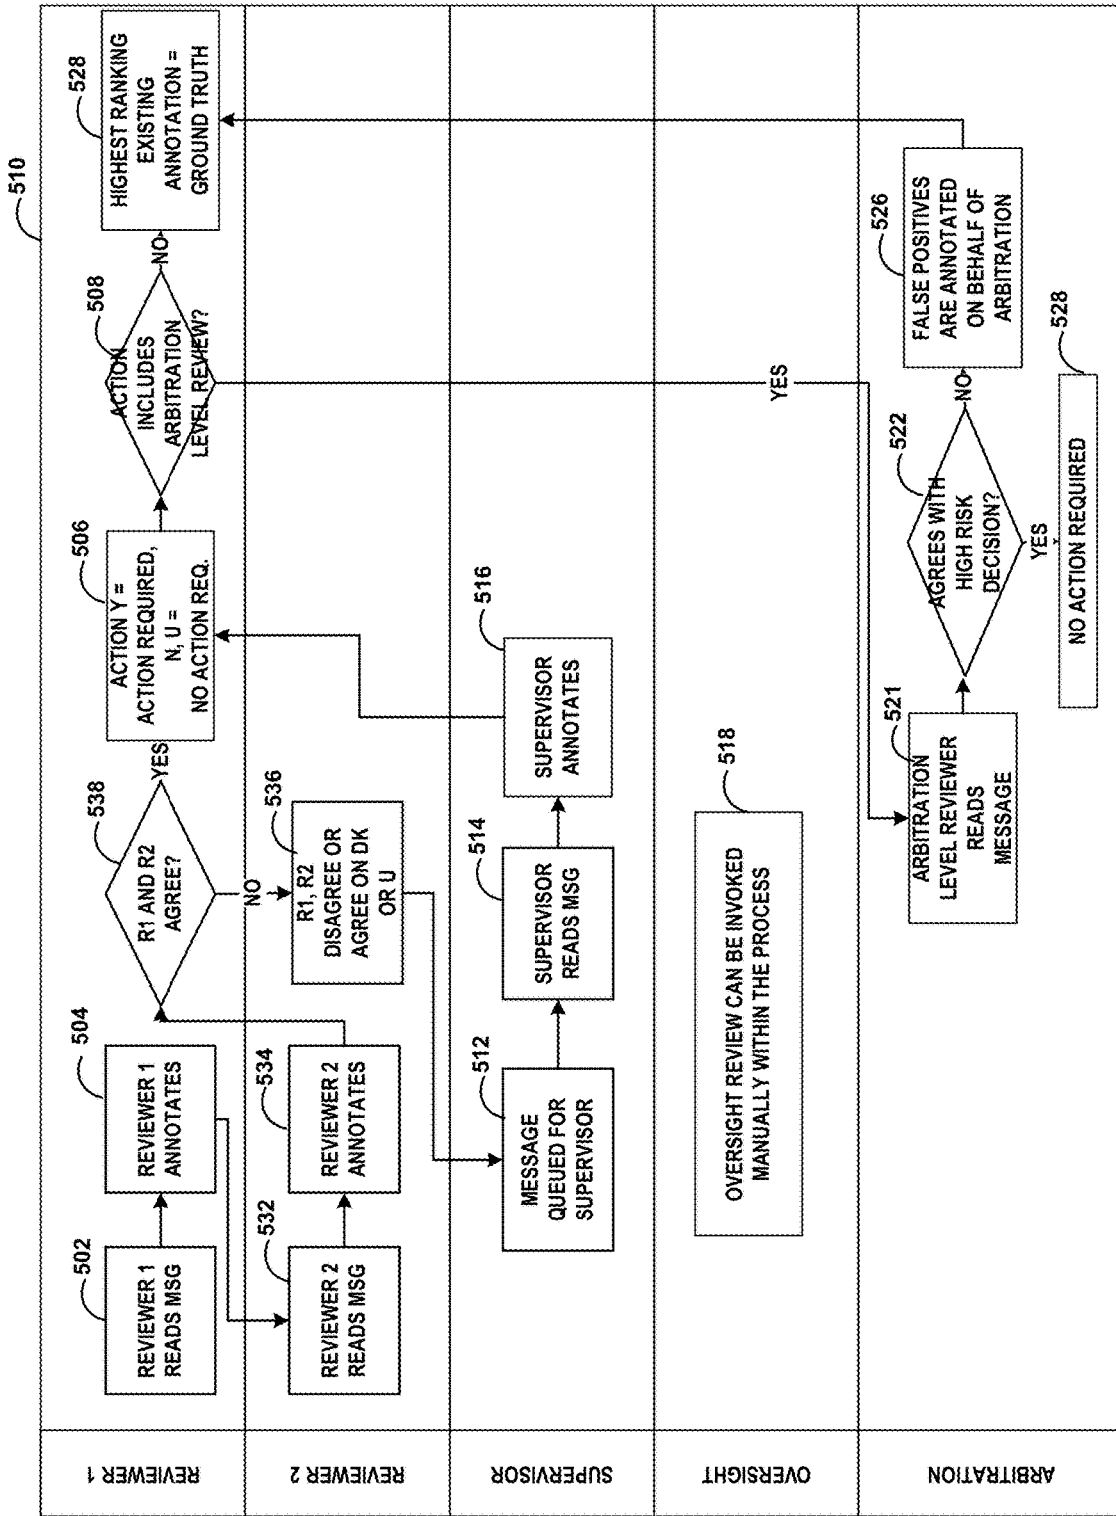 510
REVIEWER 1
502
REVIEWER 1
READS MSG
504
REVIEWER 1
ANNOTATES
538
R1 AND R2
AGREE?
YES
NO
506
ACTION Y =
ACTION REQUIRED,
N, U =
NO ACTION REQ.
508
ACTION
INCLUDES
ARBITRATION
LEVEL REVIEW?
NO
YES
528
HIGHEST RANKING
EXISTING
ANNOTATION =
GROUND TRUTH
REVIEWER 2
532
REVIEWER 2
READS MSG
534
REVIEWER 2
ANNOTATES
536
R1, R2
DISAGREE OR
AGREE ON DK
OR U
SUPERVISOR
512
MESSAGE
QUEUED FOR
SUPERVISOR
514
SUPERVISOR
READS MSG
516
SUPERVISOR
ANNOTATES
OVERSIGHT
518
OVERSIGHT REVIEW CAN BE INVOKED
MANUALLY WITHIN THE PROCESS
ARBITRATION
521
ARBITRATION
LEVEL REVIEWER
READS
MESSAGE
522
AGREES WITH
HIGH RISK
DECISION?
NO
YES
526
FALSE POSITIVES
ARE ANNOTATED
ON BEHALF OF
ARBITRATION
528
NO ACTION REQUIRED